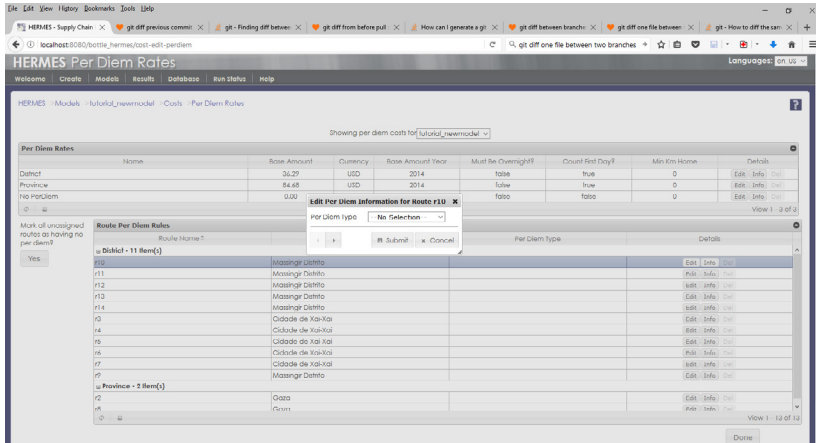 File Edit View History Bookmarks Tools Help
HERMES - Supply Chain git diff previous commit git - Finding diff between git diff from before pull How can I generate a git git diff between branche git diff one file between git - How to diff the sam
localhost:8080/bottle_hermes/cost-edit-perdiem git diff one file between two branches
HERMES Per Diem Rates Languages: on_US
Welcome Create Models Results Database Run Status Help
HERMES >Models >tutorial_newmodel >Costs >Per Diem Rates ?
Showing per diem costs for tutorial_newmodel
Per Diem Rates
Name Base Amount Currency Base Amount Year Must Be Overnight? Count First Day? Min Km Home Details
District 36.29 USD 2014 false true 0 Edit Info Del
Province 84.68 USD 2014 false true 0 Edit Info Del
No PerDiem 0.00 false false 0 Edit Info Del
View 1 - 3 of 3
Edit Per Diem Information for Route r10
Per Diem Type ---No Selection---
Submit Cancel
Mark all unassigned
routes as having no
per diem?
Yes
Route Per Diem Rules
Route Name? Per Diem Type Details
District - 11 Item(s)
r10 Massingir Distrito Edit Info Del
r11 Massingir Distrito Edit Info Del
r12 Massingir Distrito Edit Info Del
r13 Massingir Distrito Edit Info Del
r14 Massingir Distrito Edit Info Del
r3 Cidade de Xai-Xai Edit Info Del
r4 Cidade de Xai-Xai Edit Info Del
r5 Cidade de Xai-Xai Edit Info Del
r6 Cidade de Xai-Xai Edit Info Del
r7 Cidade de Xai-Xai Edit Info Del
r9 Massingir Distrito Edit Info Del
Province - 2 Item(s)
r2 Gaza Edit Info Del
r8 Gaza Edit Info Del
View 1 - 13 of 13
Done